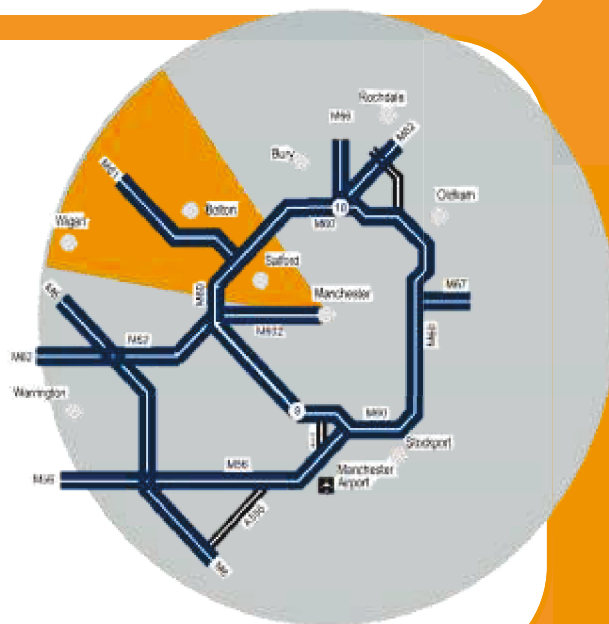 Rochdale
M66
M62
Bury
M61
Bolton
Oldham
10
M60
Wigan
Salford
M60
Manchester
M67
M6
M602
M60
M62
M62
Warrington
9
M60
Stockport
M56
M56
Manchester
Airport
A556
M6